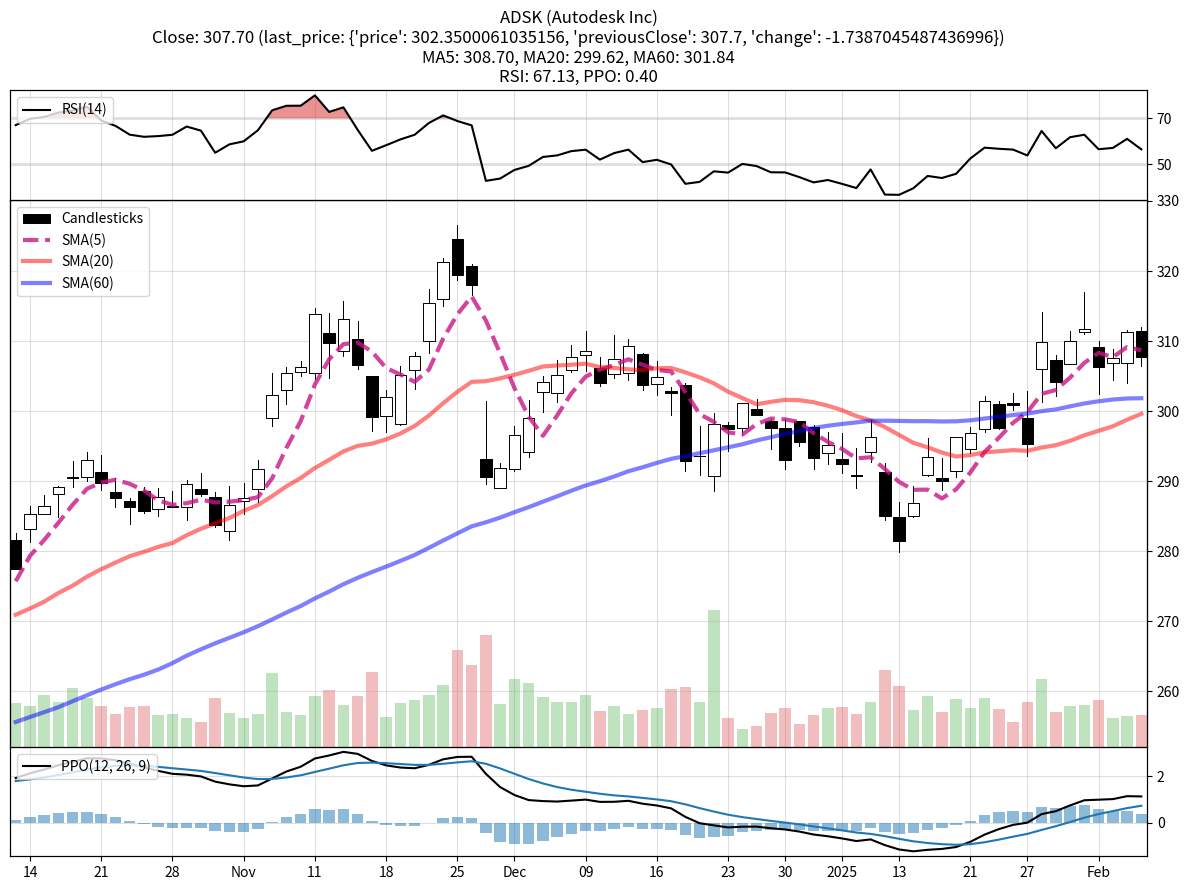 ADSK (Autodesk Inc)
Close: 307.70 (last_price: {'price': 302.3500061035156, 'previousClose': 307.7, 'change': -1.7387045487436996})
MA5: 308.70, MA20: 299.62, MA60: 301.84
RSI: 67.13, PPO: 0.40
RSI(14)
70
50
330
Candlesticks
SMA(5)
SMA(20)
SMA(60)
320
310
300
290
280
270
260
PPO(12, 26, 9)
2
0
14 21 28 Nov 11 18 25 Dec 09 16 23 30 2025 13 21 27 Feb